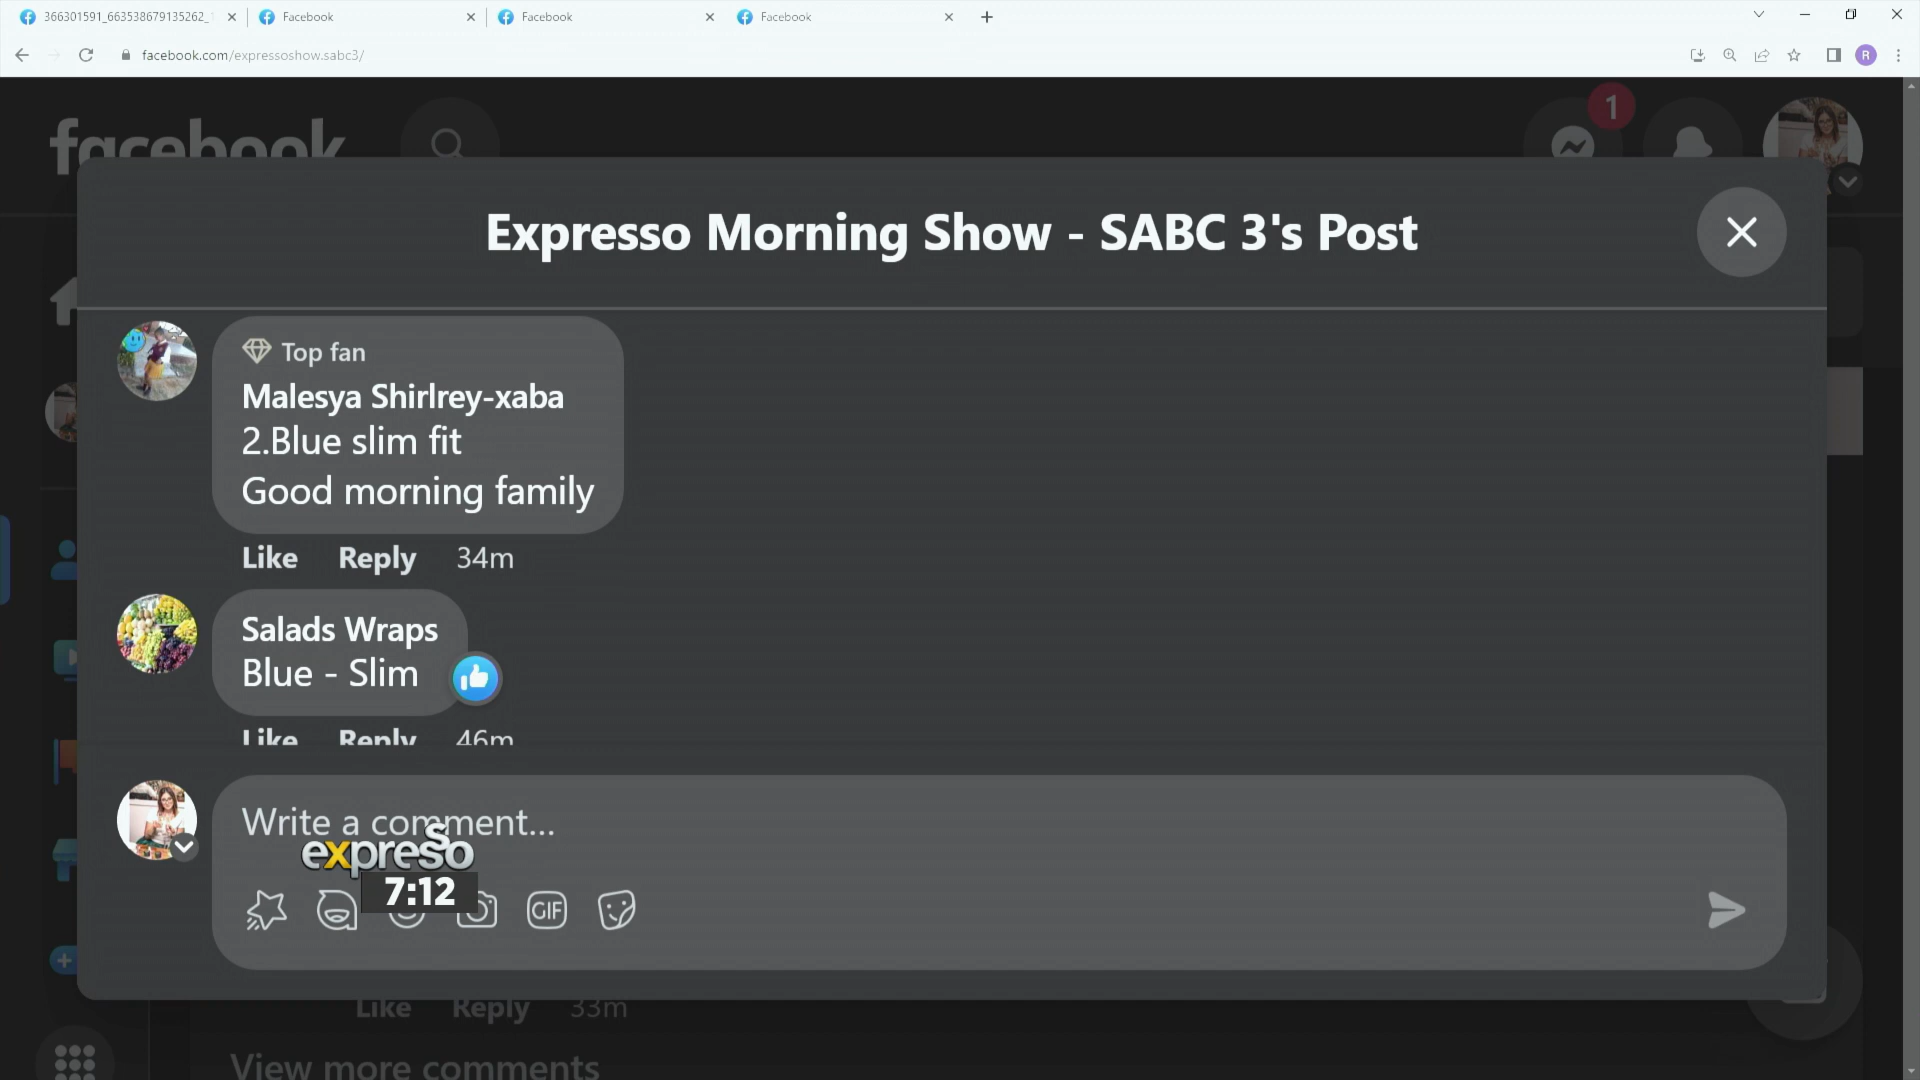 366301591_663538679135262_
Facebook
Facebook
Facebook
facebook.com/expressoshow.sabc3/
R
facebook
1
Expresso Morning Show - SABC 3's Post
Top fan
Malesya Shirlrey-xaba
2.Blue slim fit
Good morning family
Like Reply 34m
Salads Wraps
Blue - Slim
Like Reply 46m
Write a comment...
expresso
7:12
GIF
Like Reply 33m
View more comments